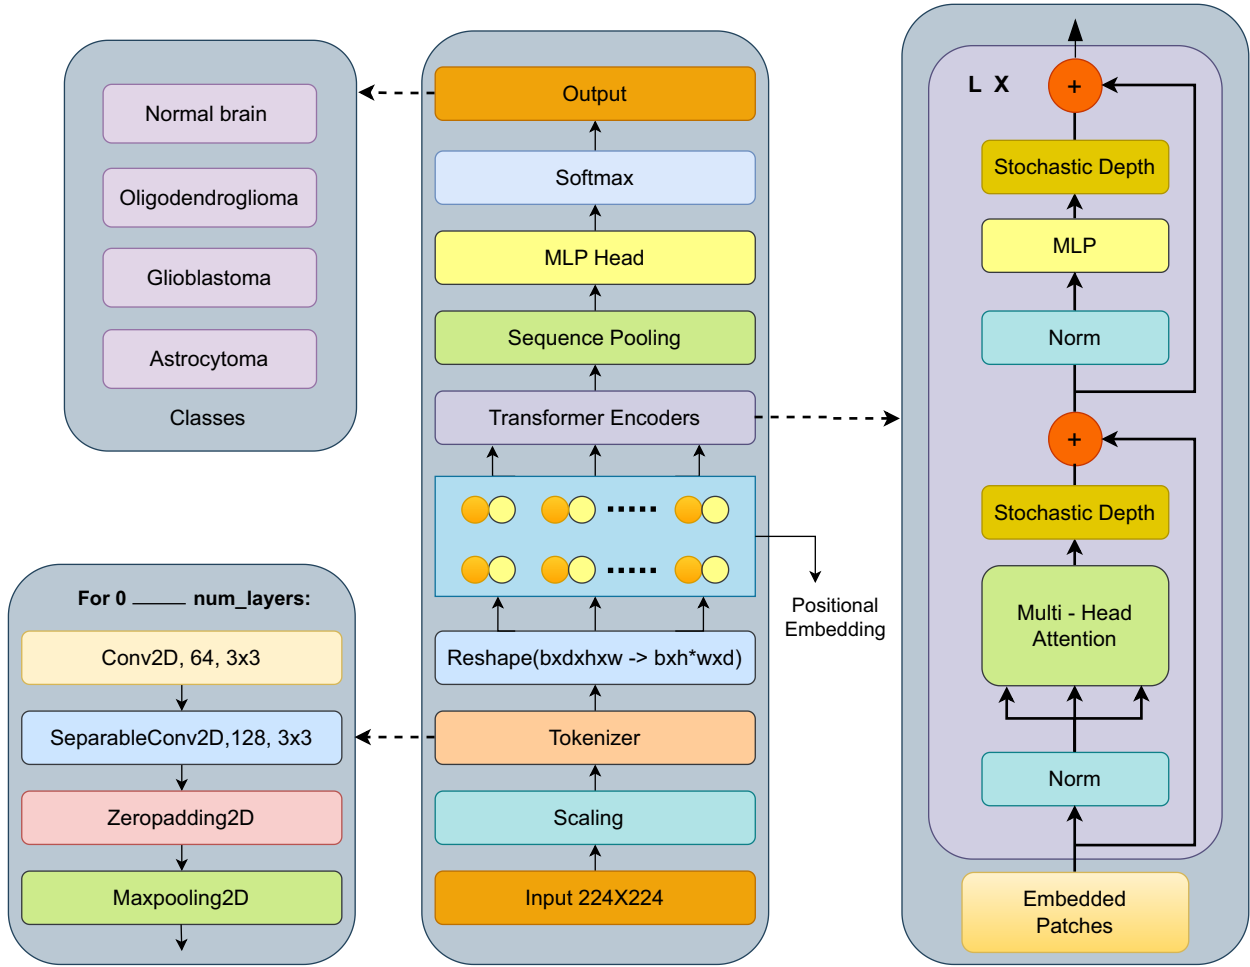 Normal brain
Oligodendroglioma
Glioblastoma
Astrocytoma
Classes
For 0 _____ num_layers:
Conv2D, 64, 3x3
SeparableConv2D,128, 3x3
Zeropadding2D
Maxpooling2D
Output
Softmax
MLP Head
Sequence Pooling
Transformer Encoders
Positional
Embedding
Reshape(bxdxhxw -> bxh*wxd)
Tokenizer
Scaling
Input 224X224
L X
+
Stochastic Depth
MLP
Norm
+
Stochastic Depth
Multi - Head
Attention
Norm
Embedded
Patches